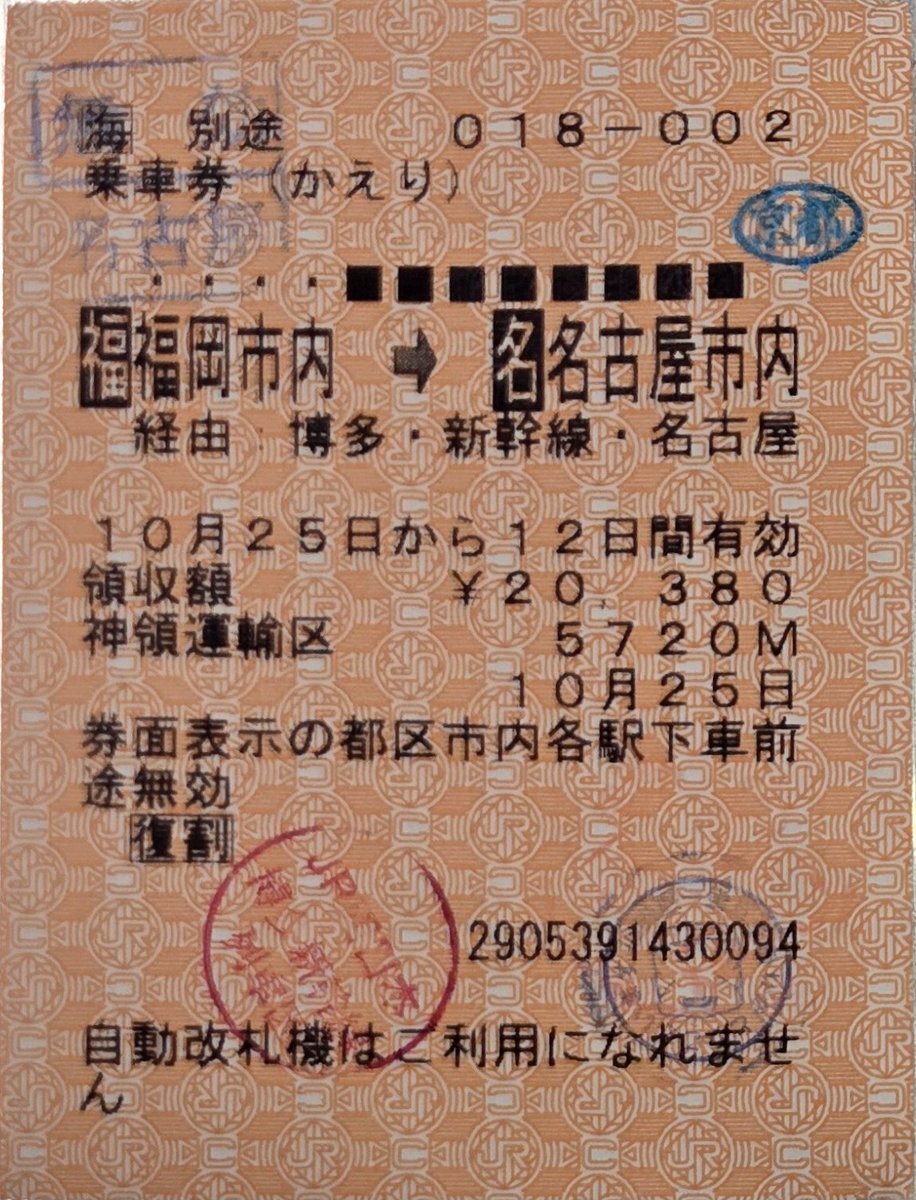 海 別途 018-002
乗車券(かえり)
京都
名古屋
・・・・■■■■■■■■
福福岡市内 ➡ 名名古屋市内
経由:博多・新幹線・名古屋
10月25日から12日間有効
領収額 ¥20,380
神領運輸区 5720M
10月25日
券面表示の都区市内各駅下車前
途無効
復割
2905391430094
自動改札機はご利用になれませ
ん